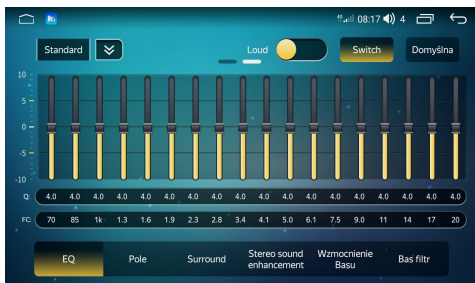 4G 08:17 4
Standard Loud Switch Domyślna
10
5
0
-5
-10
Q: 4.0 4.0 4.0 4.0 4.0 4.0 4.0 4.0 4.0 4.0 4.0 4.0 4.0 4.0 4.0 4.0 4.0 4.0
FC: 70 85 1k 1.3 1.6 1.9 2.3 2.8 3.4 4.1 5.0 6.1 7.5 9.0 11 14 17 20
EQ Pole Surround Stereo sound enhancement Wzmocnienie Basu Bas filtr